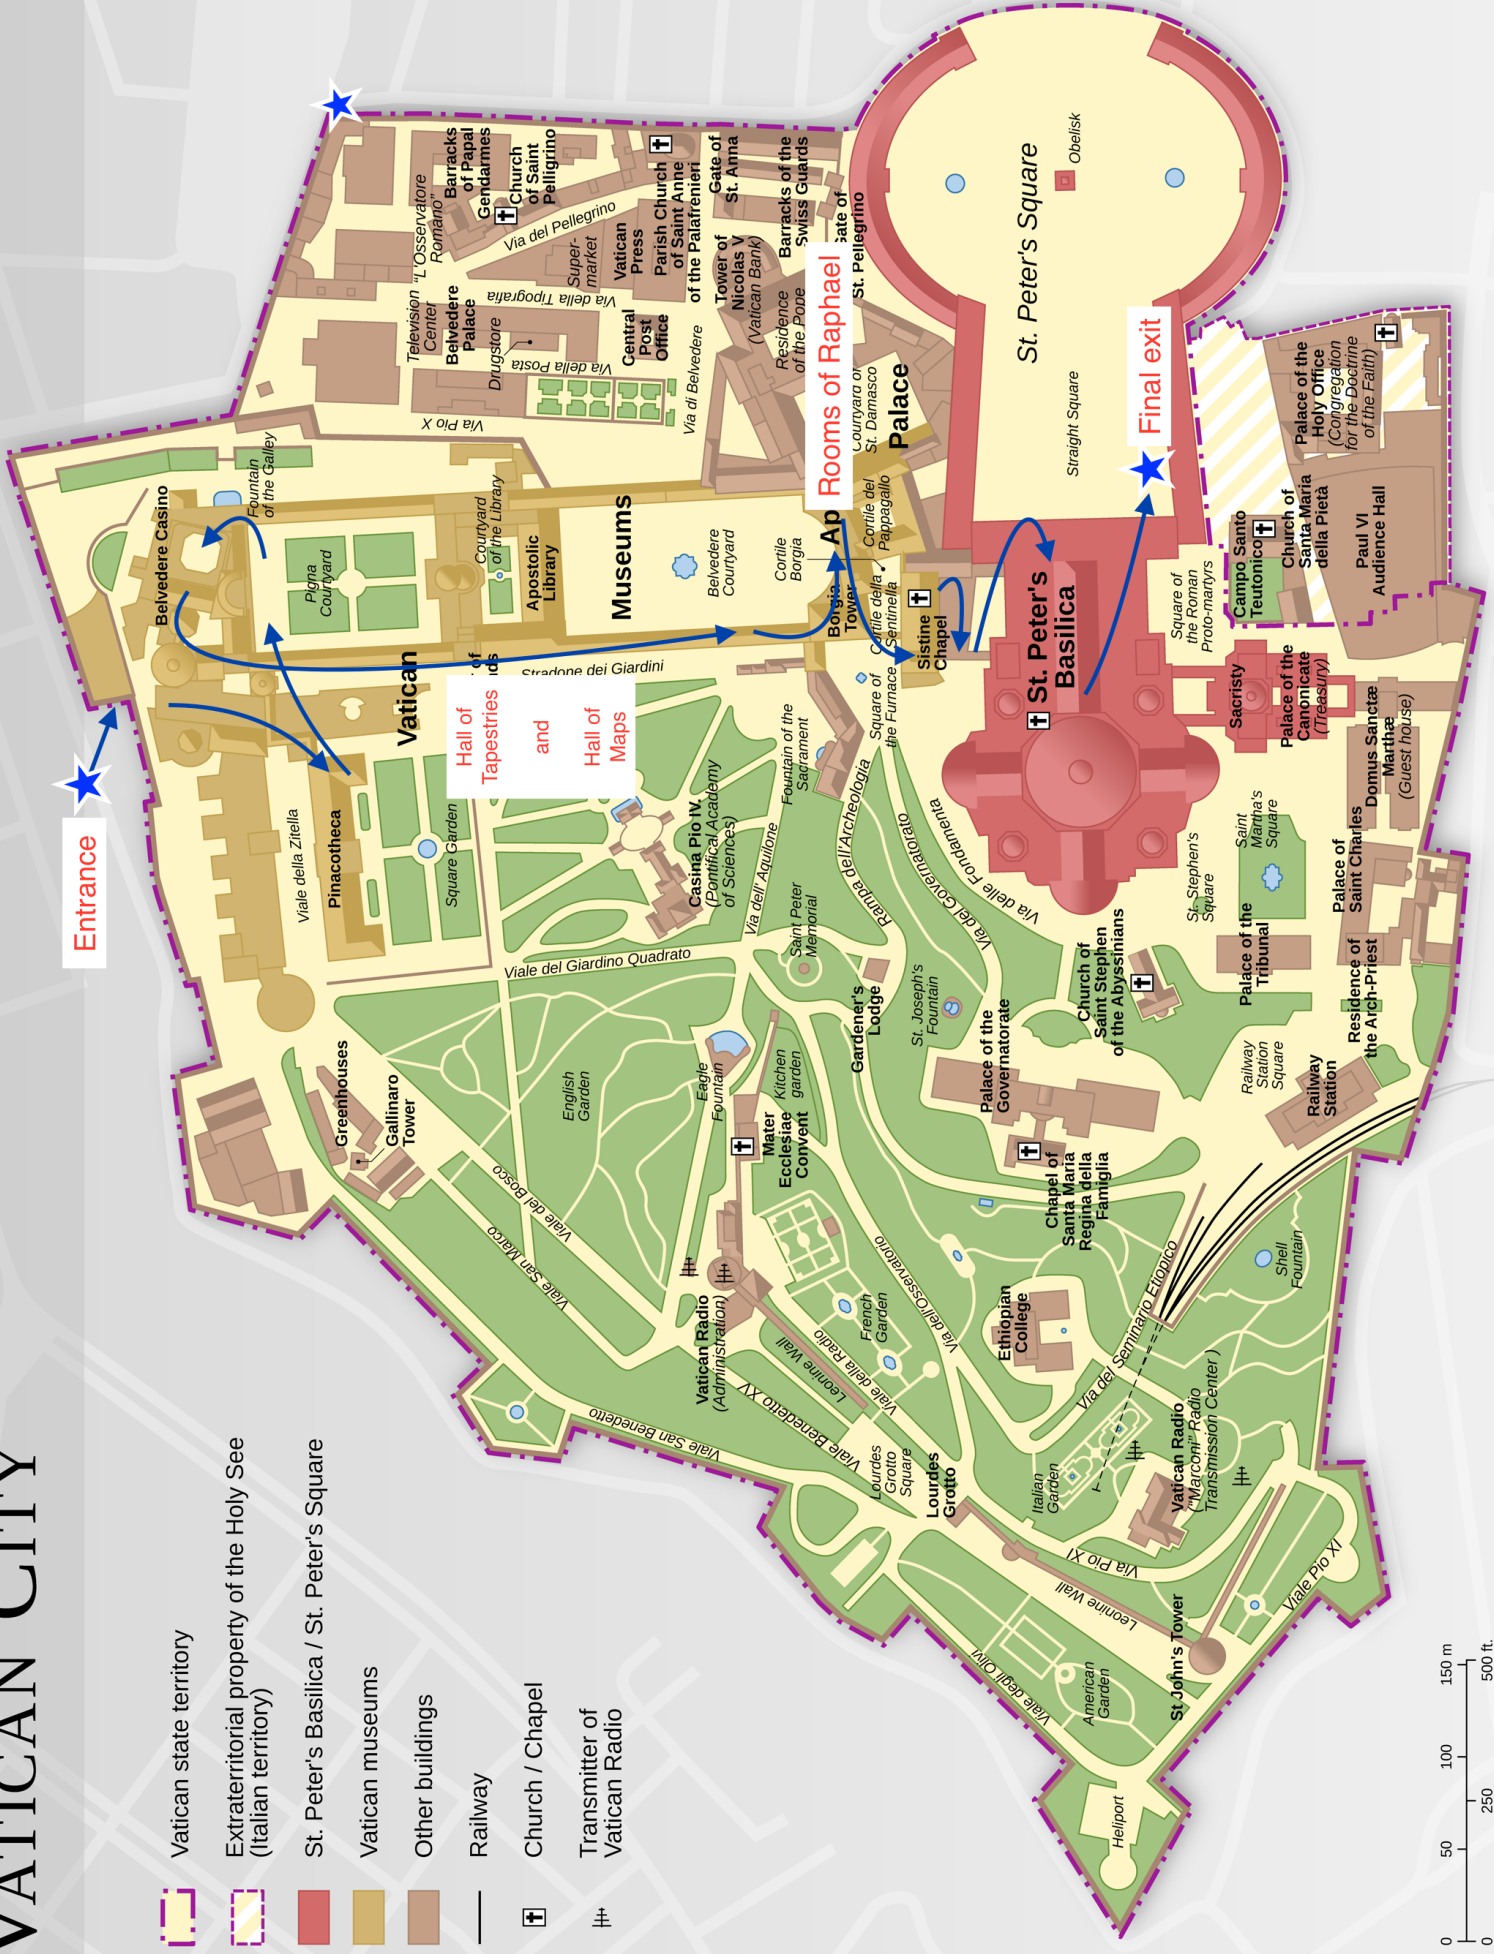 VATICAN CITY
Vatican state territory
Extraterritorial property of the Holy See
(Italian territory)
St. Peter's Basilica / St. Peter's Square
Vatican museums
Other buildings
Railway
Church / Chapel
Transmitter of
Vatican Radio
0
50
100
150 m
0
250
500 ft.
Entrance
Hall of
Tapestries
and
Hall of
Maps
Rooms of Raphael
Final exit
Belvedere Casino
Fountain
of the Galley
Pigna
Courtyard
Courtyard
of the Library
Apostolic
Library
Vatican
Museums
Belvedere
Courtyard
Cortile
Borgia
Borgia
Tower
Ap
Palace
Cortile del
Pappagallo
Cortile della
Sentinella
Courtyard of
St. Damasco
Sistine
Chapel
of
ds
Stradone dei Giardini
Viale della Zitella
Pinacotheca
Square Garden
Barracks
of Papal
Gendarmes
Church
of Saint
Pellegrino
"L'Osservatore
Romano"
Via del Pellegrino
Super-
market
Vatican
Press
Parish Church
of Saint Anne
of the Palafrenieri
Gate of
St. Anna
Barracks of the
Swiss Guards
Gate of
St. Pellegrino
Tower of
Nicolas V
(Vatican Bank)
Residence
of the Pope
Television
Center
Belvedere
Palace
Drugstore
Via della Tipografia
Via della Posta
Central
Post
Office
Via di Belvedere
Via Pio X
St. Peter's Square
Obelisk
Straight Square
St. Peter's
Basilica
Palace of the
Holy Office
(Congregation
for the Doctrine
of the Faith)
Campo Santo
Teutonico
Church of
Santa Maria
della Pietà
Paul VI
Audience Hall
Square of
the Roman
Proto-martyrs
Sacristy
Palace of the
Canonicate
(Treasury)
Domus Sanctæ
Marthæ
(Guest house)
Saint
Martha's
Square
Palace of
Saint Charles
St. Stephen's
Square
Palace of the
Tribunal
Residence of
the Arch-Priest
Railway
Station
Square
Railway
Station
Church of
Saint Stephen
of the Abyssinians
Palace of the
Governatorate
Chapel of
Santa Maria
Regina della
Famiglia
St. Joseph's
Fountain
Gardener's
Lodge
Square of
the Furnace
Fountain of the
Sacrament
Rampa dell'Archeologia
Via del Governatorato
Via delle Fondamenta
Casina Pio IV.
(Pontifical Academy
of Sciences)
Via dell' Aquilone
Saint Peter
Memorial
Viale del Giardino Quadrato
English
Garden
Eagle
Fountain
Kitchen
garden
Mater
Ecclesiae
Convent
Greenhouses
Gallinaro
Tower
Viale del Bosco
Viale San Marco
Viale San Benedetto
Vatican Radio
(Administration)
Leonine Wall
Viale Benedetto XV
Viale della Radio
French
Garden
Via dell'Osservatorio
Ethiopian
College
Via del Seminario Etiopico
Shell
Fountain
Lourdes
Grotto
Square
Lourdes
Grotto
Italian
Garden
Vatican Radio
("Marconi" Radio
Transmission Center )
Via Pio XI
Leonine Wall
St John's Tower
Viale Pio XI
American
Garden
Viale degli Olivi
Heliport